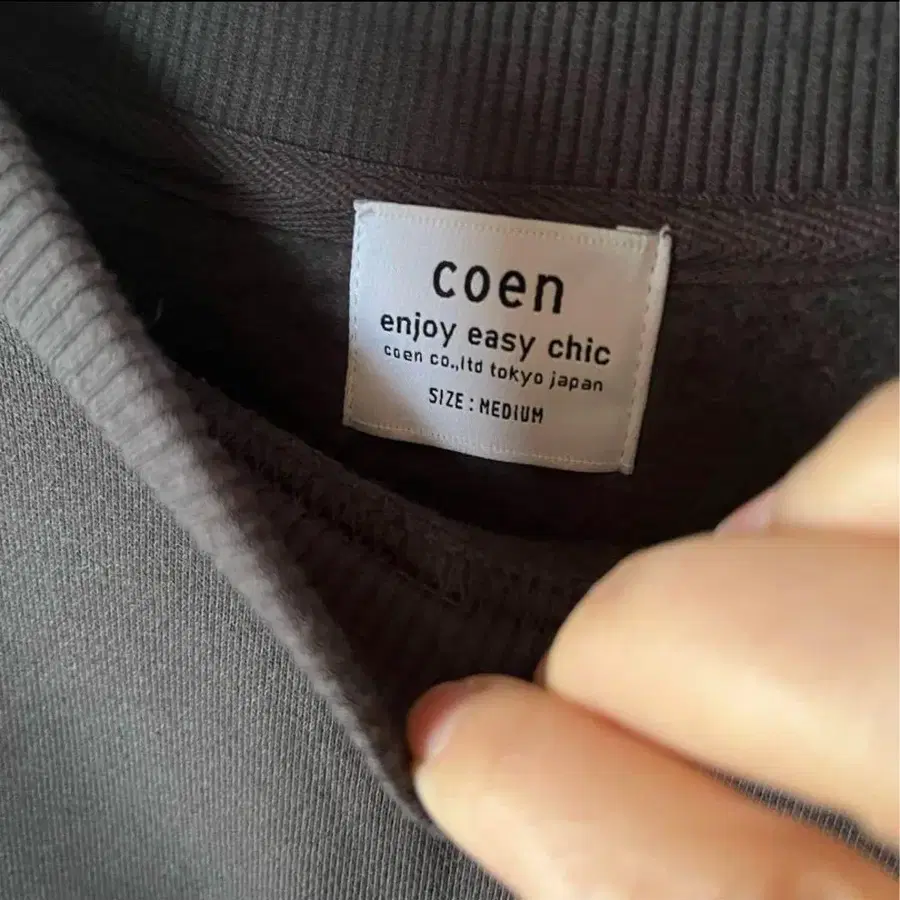 coen
enjoy easy chic
coen co.,ltd tokyo japan
SIZE : MEDIUM